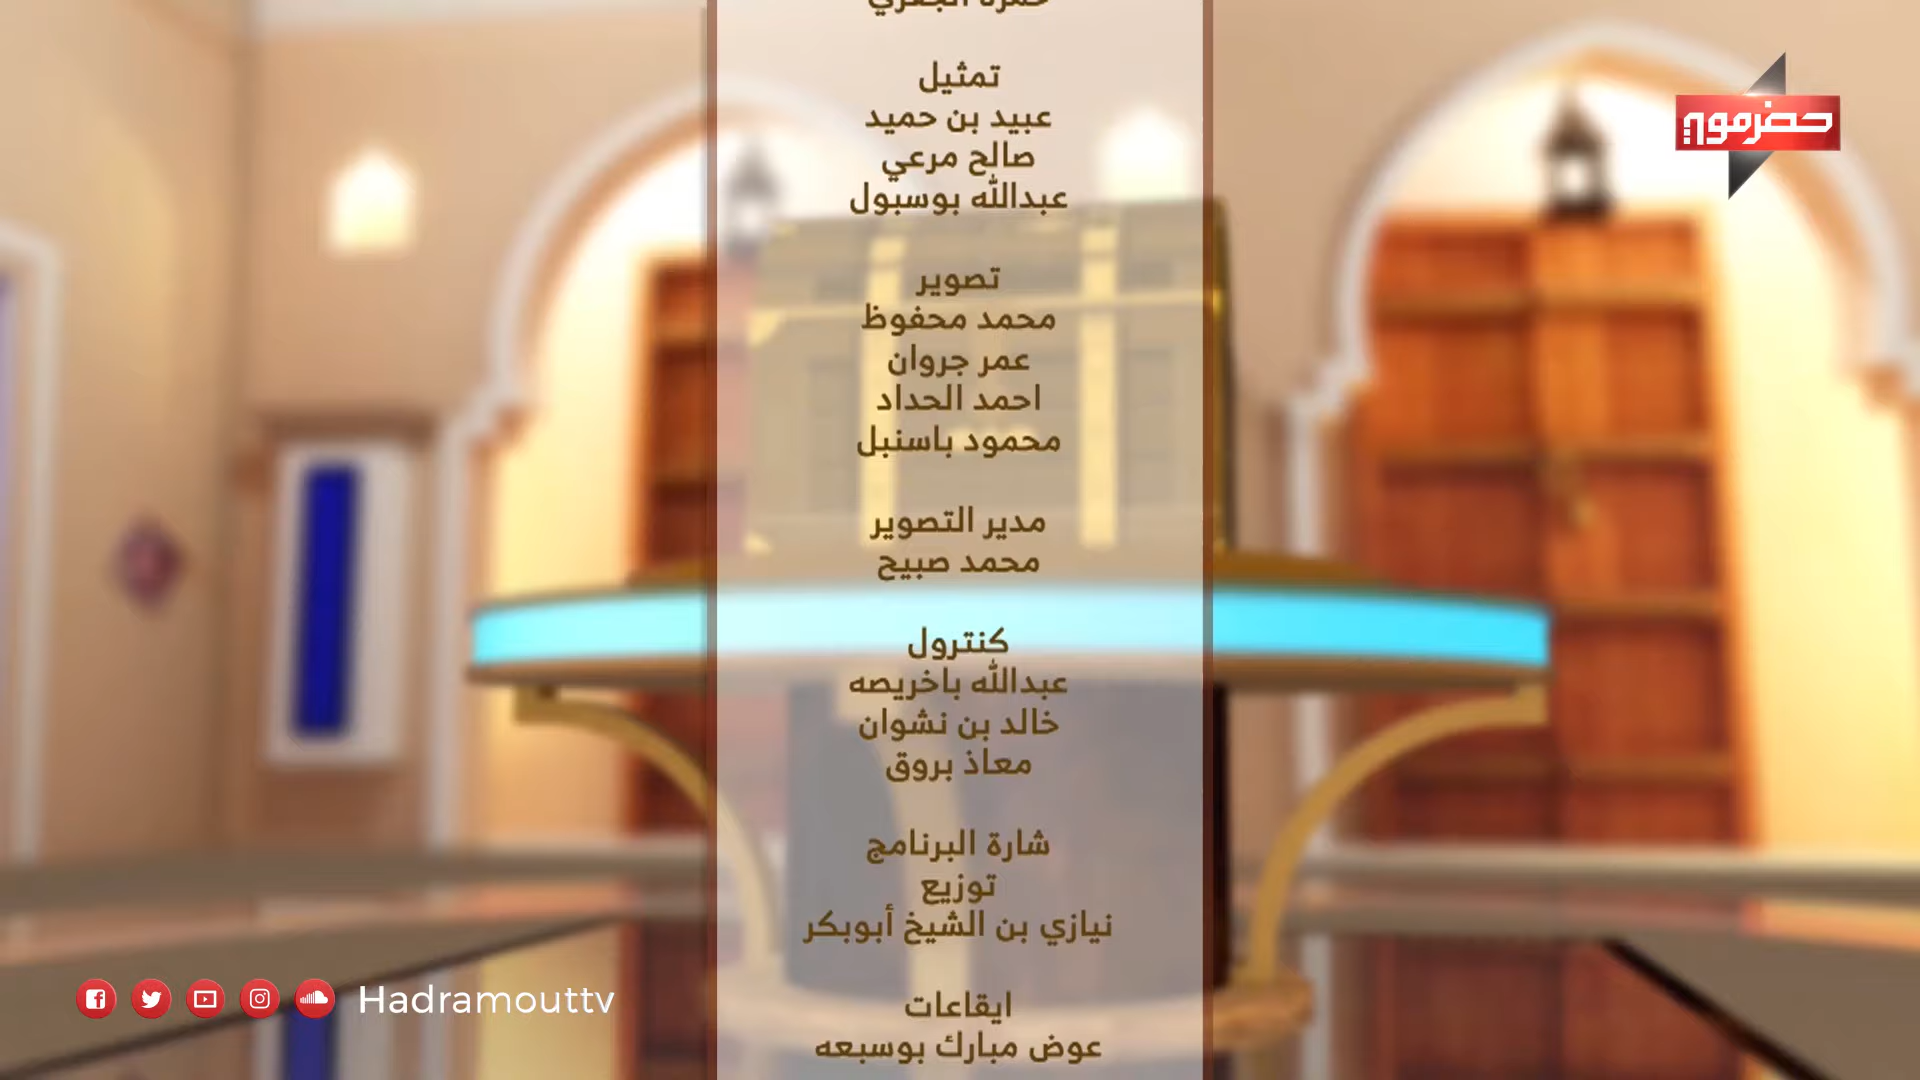 تمثيل
عبيد بن حميد
صالح مرعي
عبدالله بوسبول
تصوير
محمد محفوظ
عمر جروان
احمد الحداد
محمود باسنبل
مدير التصوير
محمد صبيح
كنترول
عبدالله باخريصه
خالد بن نشوان
معاذ بروق
شارة البرنامج
توزيع
نيازي بن الشيخ أبوبكر
ايقاعات
عوض مبارك بوسبعه
حضرموت
Hadramouttv